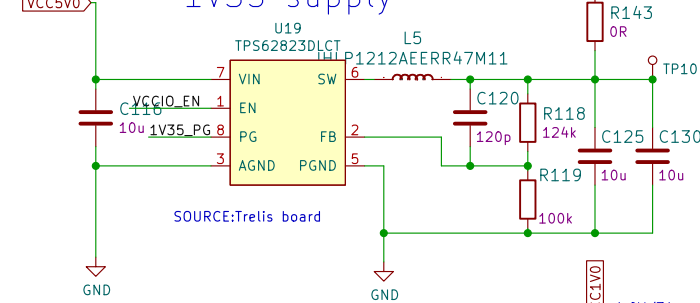 VCC5V0
1V35 supply
R143
0R
U19
TPS62823DLCT
L5
IHLP1212AEERR47M11
TP10
7
VIN
SW
6
VCCIO_EN
C116
1
EN
C120
R118
10u
1V35_PG
8
PG
FB
2
120p
124k
C125
C130
3
AGND
PGND
5
R119
10u
10u
SOURCE:Trelis board
100k
GND
GND
C1V0